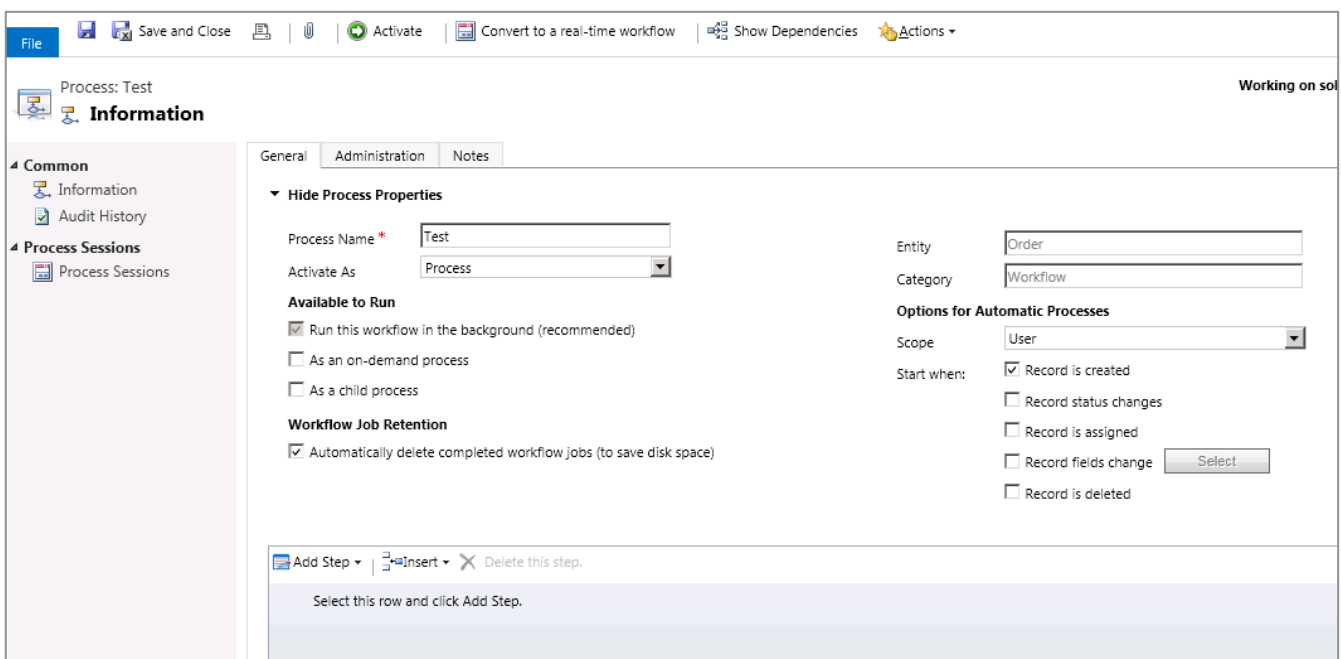 File Save and Close Activate Convert to a real-time workflow Show Dependencies Actions
Process: Test
Working on sol
Information
Common
Information
Audit History
Process Sessions
Process Sessions
General Administration Notes
Hide Process Properties
Process Name * Test
Activate As Process
Available to Run
Run this workflow in the background (recommended)
As an on-demand process
As a child process
Workflow Job Retention
Automatically delete completed workflow jobs (to save disk space)
Entity Order
Category Workflow
Options for Automatic Processes
Scope User
Start when: Record is created
Record status changes
Record is assigned
Record fields change Select
Record is deleted
Add Step Insert Delete this step.
Select this row and click Add Step.